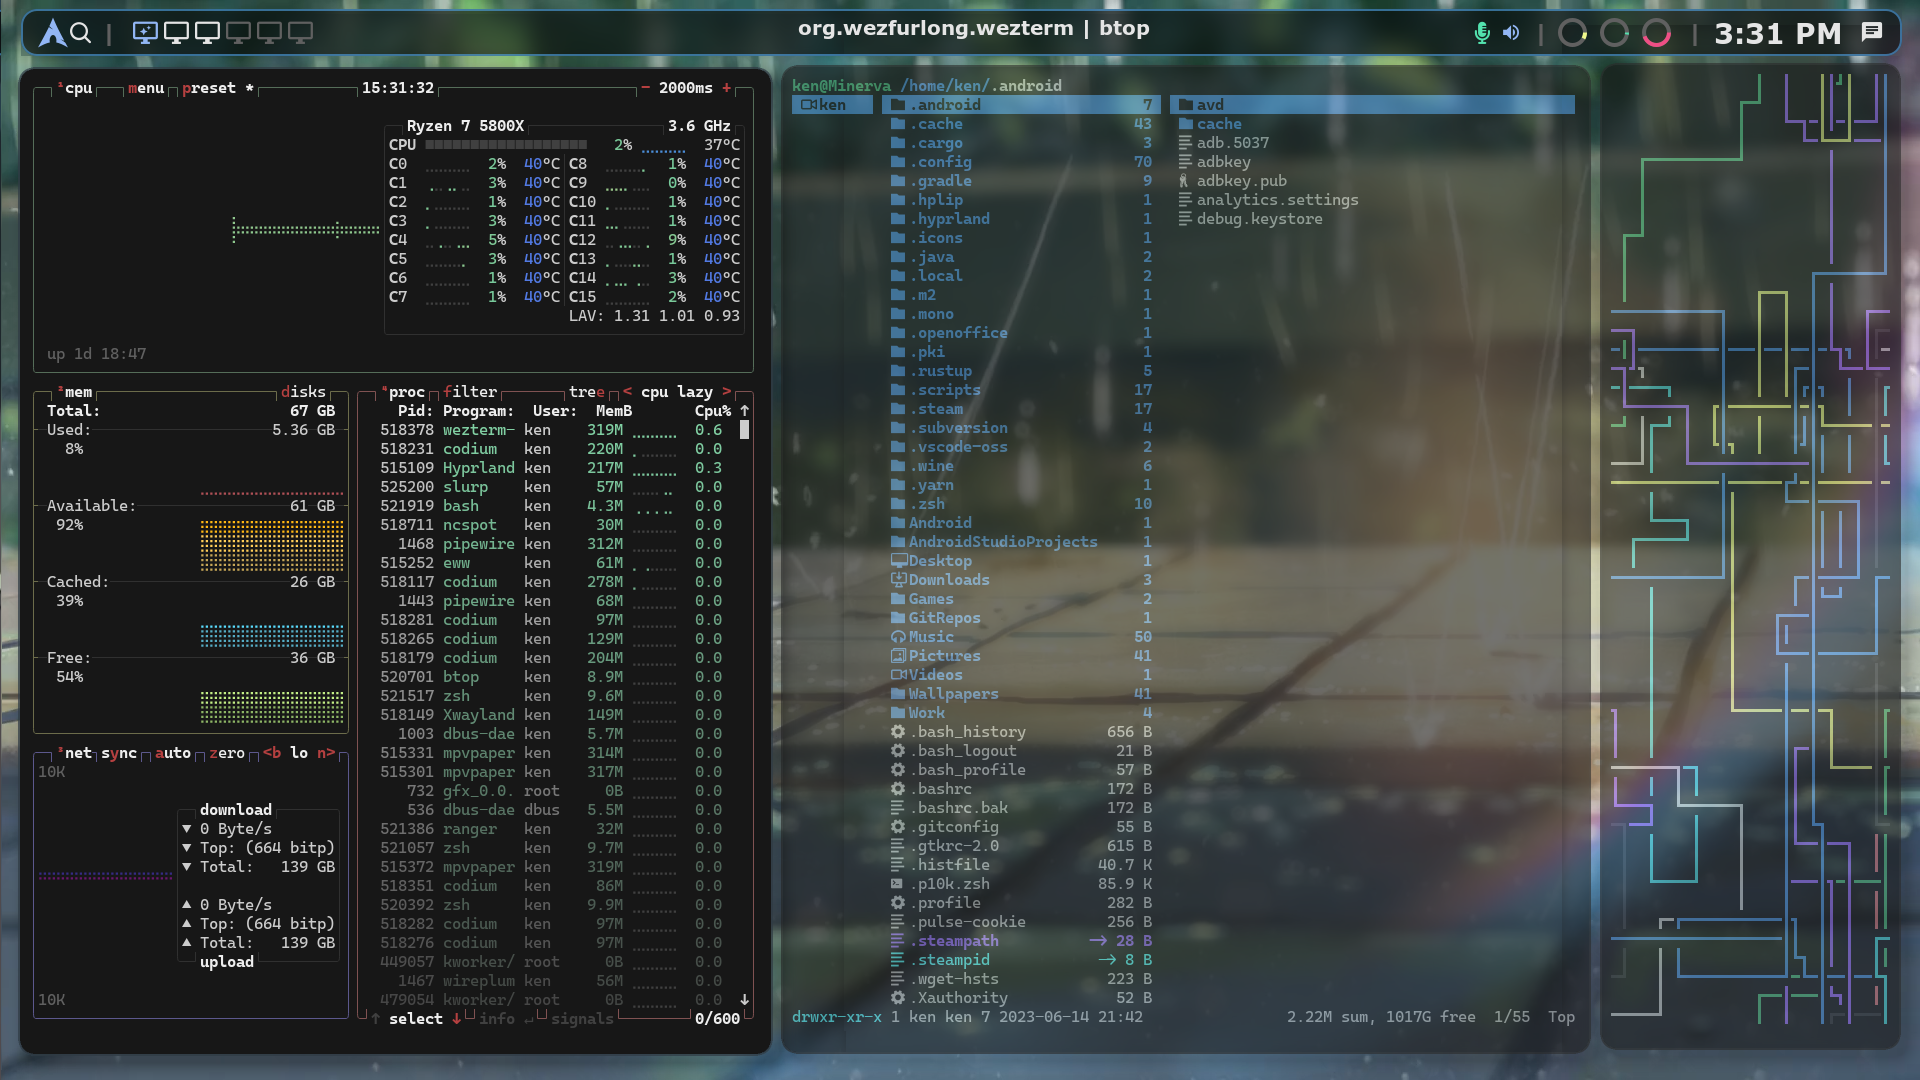 org.wezfurlong.wezterm | btop
3:31 PM
¹cpu menu preset * 15:31:32 − 2000ms +
Ryzen 7 5800X 3.6 GHz
CPU 2% 37°C
C0 2% 40°C C8 1% 40°C
C1 3% 40°C C9 0% 40°C
C2 1% 40°C C10 1% 40°C
C3 3% 40°C C11 1% 40°C
C4 5% 40°C C12 9% 40°C
C5 3% 40°C C13 1% 40°C
C6 1% 40°C C14 3% 40°C
C7 1% 40°C C15 2% 40°C
LAV: 1.31 1.01 0.93
up 1d 18:47
²mem disks
Total: 67 GB
Used: 5.36 GB
8%
Available: 61 GB
92%
Cached: 26 GB
39%
Free: 36 GB
54%
³net sync auto zero <b lo n>
10K
download
▼ 0 Byte/s
▼ Top: (664 bitp)
▼ Total: 139 GB
▲ 0 Byte/s
▲ Top: (664 bitp)
▲ Total: 139 GB
upload
10K
⁴proc filter tree < cpu lazy >
Pid: Program: User: MemB Cpu% ↑
518378 wezterm– ken 319M 0.6
518231 codium ken 220M 0.0
515109 Hyprland ken 217M 0.3
525200 slurp ken 57M 0.0
521919 bash ken 4.3M 0.0
518711 ncspot ken 30M 0.0
1468 pipewire ken 312M 0.0
515252 eww ken 61M 0.0
518117 codium ken 278M 0.0
1443 pipewire ken 68M 0.0
518281 codium ken 97M 0.0
518265 codium ken 129M 0.0
518179 codium ken 204M 0.0
520701 btop ken 8.9M 0.0
521517 zsh ken 9.6M 0.0
518149 Xwayland ken 149M 0.0
1003 dbus-dae ken 5.7M 0.0
515331 mpvpaper ken 314M 0.0
515301 mpvpaper ken 317M 0.0
732 gfx_0.0. root 0B 0.0
536 dbus-dae dbus 5.5M 0.0
521386 ranger ken 32M 0.0
521057 zsh ken 9.7M 0.0
515372 mpvpaper ken 319M 0.0
518351 codium ken 86M 0.0
520392 zsh ken 9.9M 0.0
518282 codium ken 97M 0.0
518276 codium ken 97M 0.0
449057 kworker/ root 0B 0.0
1467 wireplum ken 56M 0.0
479054 kworker/ root 0B 0.0 ↓
↑ select ↓ info ↵ signals 0/600
ken@Minerva /home/ken/.android
ken
.android 7
.cache 43
.cargo 3
.config 70
.gradle 9
.hplip 1
.hyprland 1
.icons 1
.java 2
.local 2
.m2 1
.mono 1
.openoffice 1
.pki 1
.rustup 5
.scripts 17
.steam 17
.subversion 4
.vscode-oss 2
.wine 6
.yarn 1
.zsh 10
Android 1
AndroidStudioProjects 1
Desktop 1
Downloads 3
Games 2
GitRepos 1
Music 50
Pictures 41
Videos 1
Wallpapers 41
Work 4
.bash_history 656 B
.bash_logout 21 B
.bash_profile 57 B
.bashrc 172 B
.bashrc.bak 172 B
.gitconfig 55 B
.gtkrc-2.0 615 B
.histfile 40.7 K
.p10k.zsh 85.9 K
.profile 282 B
.pulse-cookie 256 B
.steampath -> 28 B
.steampid -> 8 B
.wget-hsts 223 B
.Xauthority 52 B
avd
cache
adb.5037
adbkey
adbkey.pub
analytics.settings
debug.keystore
drwxr-xr-x 1 ken ken 7 2023-06-14 21:42 2.22M sum, 1017G free 1/55 Top